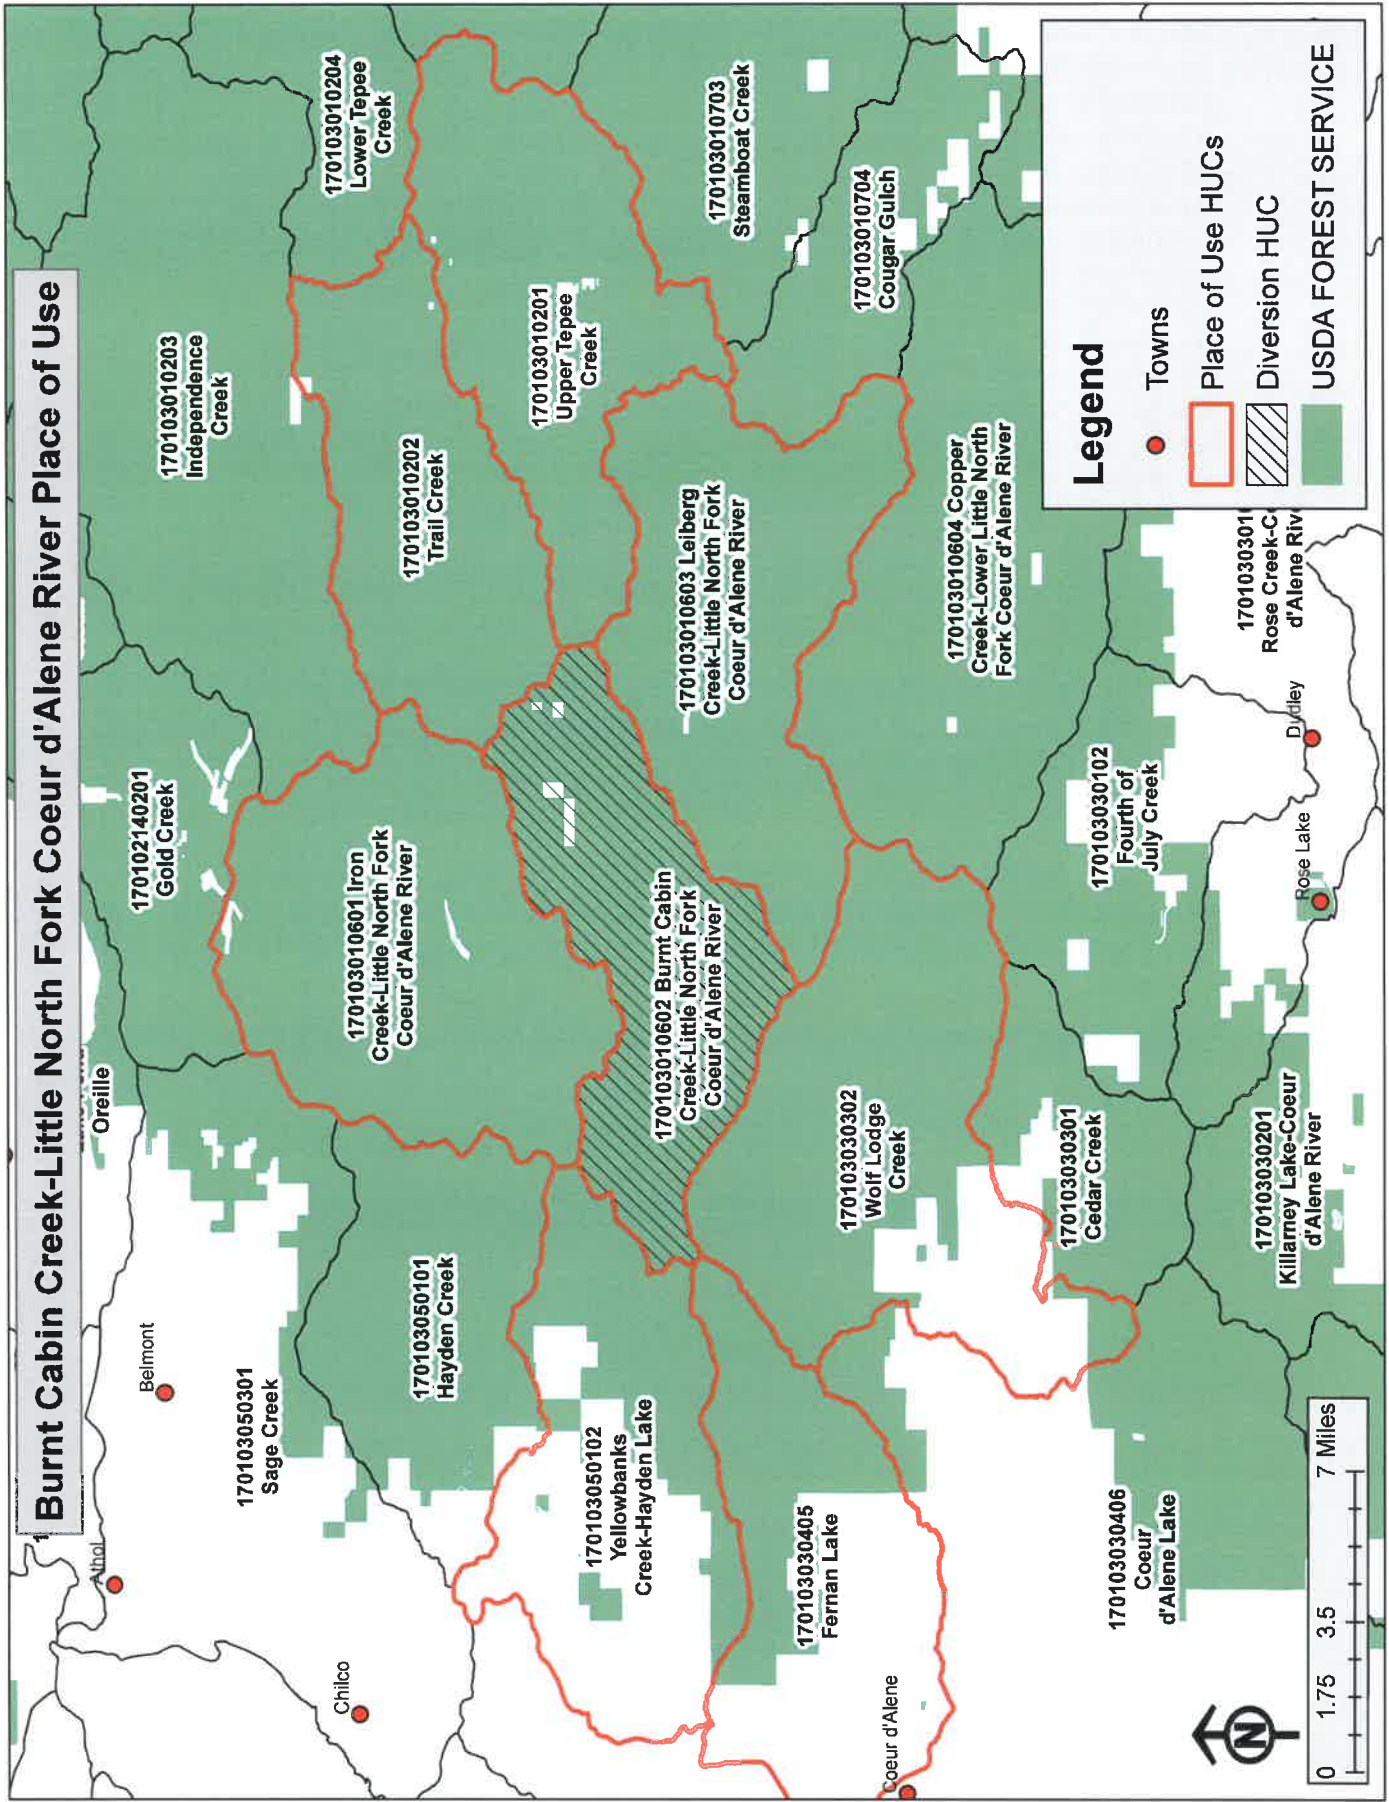 Burnt Cabin Creek-Little North Fork Coeur d'Alene River Place of Use
Athol
Belmont
Chilco
Oreille
170102140201
Gold Creek
170103010203
Independence
Creek
170103010204
Lower Tepee
Creek
170103050301
Sage Creek
170103050101
Hayden Creek
170103010601 Iron
Creek-Little North Fork
Coeur d'Alene River
170103010202
Trail Creek
170103010201
Upper Tepee
Creek
170103050102
Yellowbanks
Creek-Hayden Lake
170103010602 Burnt Cabin
Creek-Little North Fork
Coeur d'Alene River
170103010603 Leiberg
Creek-Little North Fork
Coeur d'Alene River
170103010703
Steamboat Creek
170103030405
Fernan Lake
170103030302
Wolf Lodge
Creek
170103010704
Cougar Gulch
Coeur d'Alene
170103010604 Copper
Creek-Lower Little North
Fork Coeur d'Alene River
170103030406
Coeur
d'Alene Lake
170103030301
Cedar Creek
170103030102
Fourth of
July Creek
170103030201
Killarney Lake-Coeur
d'Alene River
Rose Lake
Dudley
1701030301
Rose Creek-Co
d'Alene Riv
Legend
Towns
Place of Use HUCs
Diversion HUC
USDA FOREST SERVICE
N
0 1.75 3.5 7 Miles